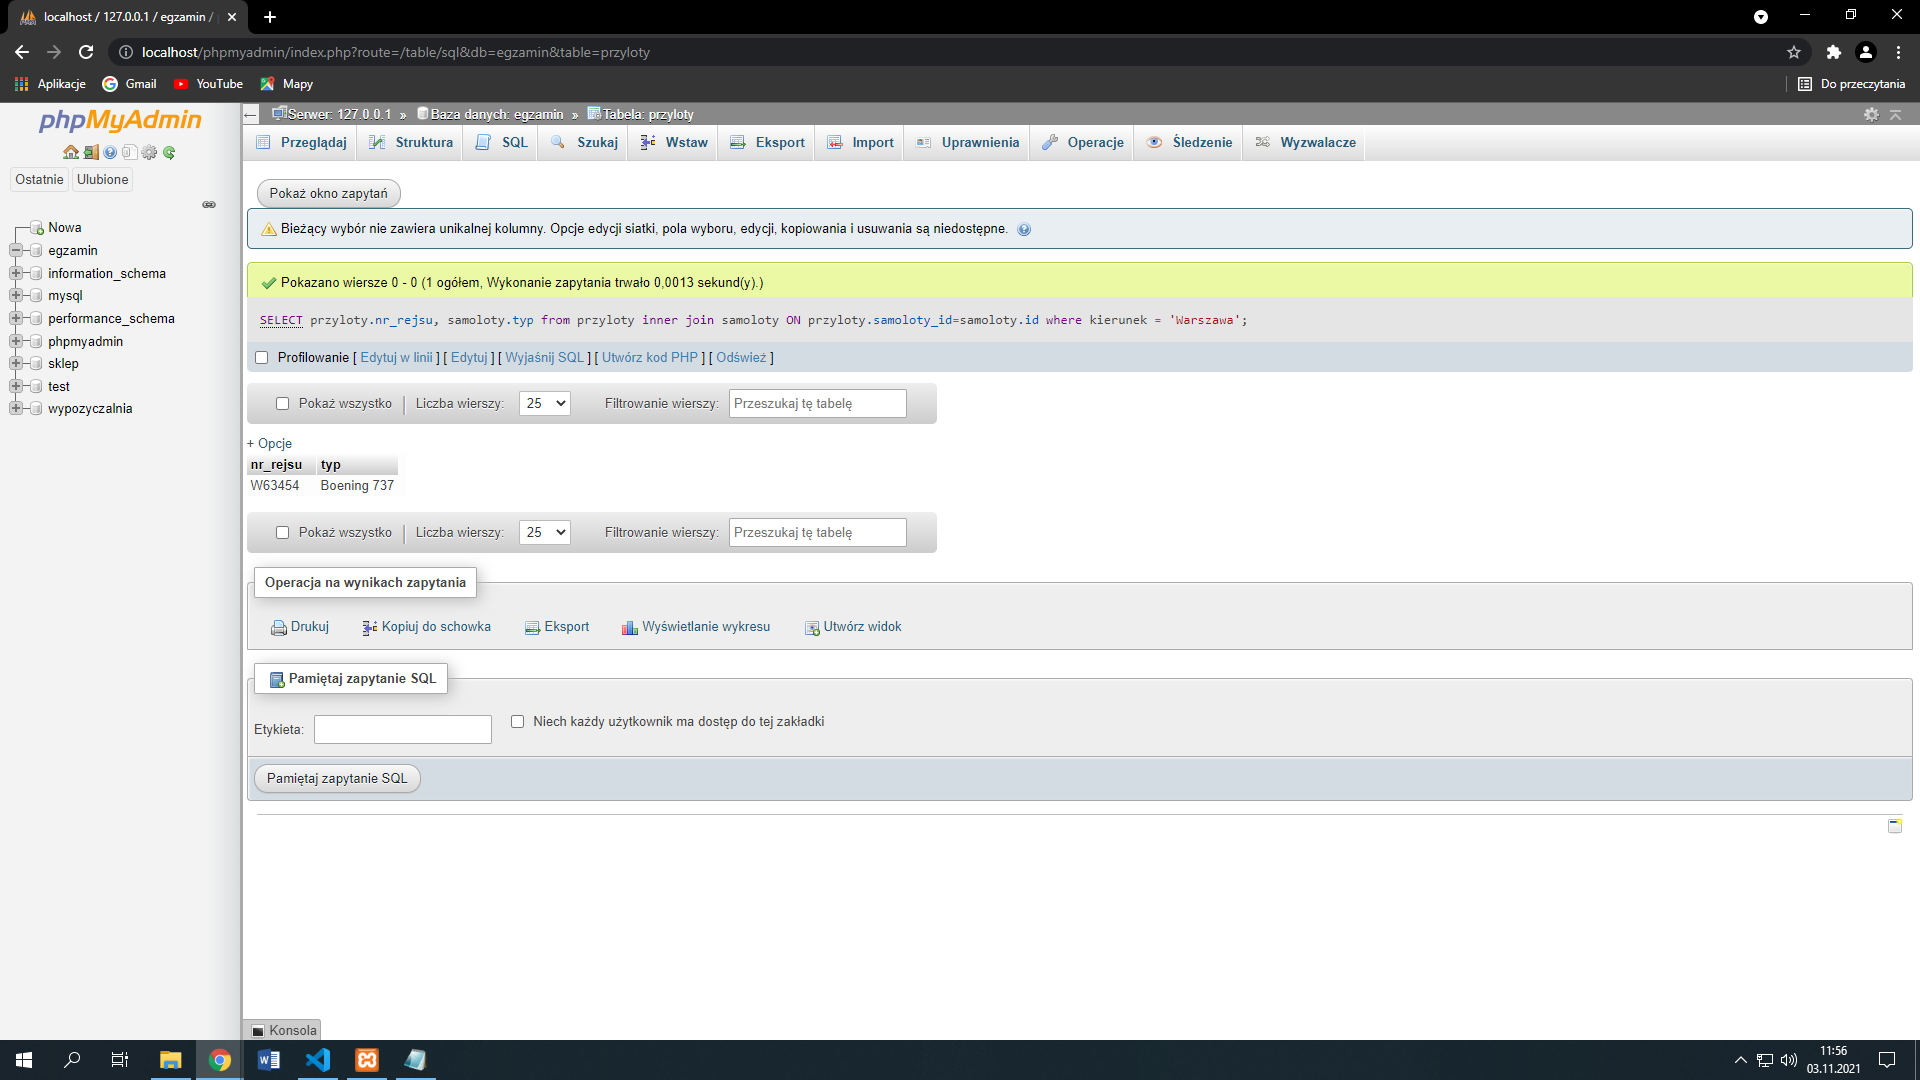 localhost / 127.0.0.1 / egzamin /
localhost/phpmyadmin/index.php?route=/table/sql&db=egzamin&table=przyloty
Aplikacje Gmail YouTube Mapy Do przeczytania
phpMyAdmin
Ostatnie Ulubione
Nowa
egzamin
information_schema
mysql
performance_schema
phpmyadmin
sklep
test
wypozyczalnia
Serwer: 127.0.0.1 » Baza danych: egzamin » Tabela: przyloty
Przeglądaj Struktura SQL Szukaj Wstaw Eksport Import Uprawnienia Operacje Śledzenie Wyzwalacze
Pokaż okno zapytań
Bieżący wybór nie zawiera unikalnej kolumny. Opcje edycji siatki, pola wyboru, edycji, kopiowania i usuwania są niedostępne.
Pokazano wiersze 0 - 0 (1 ogółem, Wykonanie zapytania trwało 0,0013 sekund(y).)
SELECT przyloty.nr_rejsu, samoloty.typ from przyloty inner join samoloty ON przyloty.samoloty_id=samoloty.id where kierunek = 'Warszawa';
Profilowanie [ Edytuj w linii ] [ Edytuj ] [ Wyjaśnij SQL ] [ Utwórz kod PHP ] [ Odśwież ]
Pokaż wszystko | Liczba wierszy: 25 Filtrowanie wierszy: Przeszukaj tę tabelę
+ Opcje
nr_rejsu typ
W63454 Boening 737
Pokaż wszystko | Liczba wierszy: 25 Filtrowanie wierszy: Przeszukaj tę tabelę
Operacja na wynikach zapytania
Drukuj Kopiuj do schowka Eksport Wyświetlanie wykresu Utwórz widok
Pamiętaj zapytanie SQL
Etykieta: Niech każdy użytkownik ma dostęp do tej zakładki
Pamiętaj zapytanie SQL
Konsola
11:56
03.11.2021